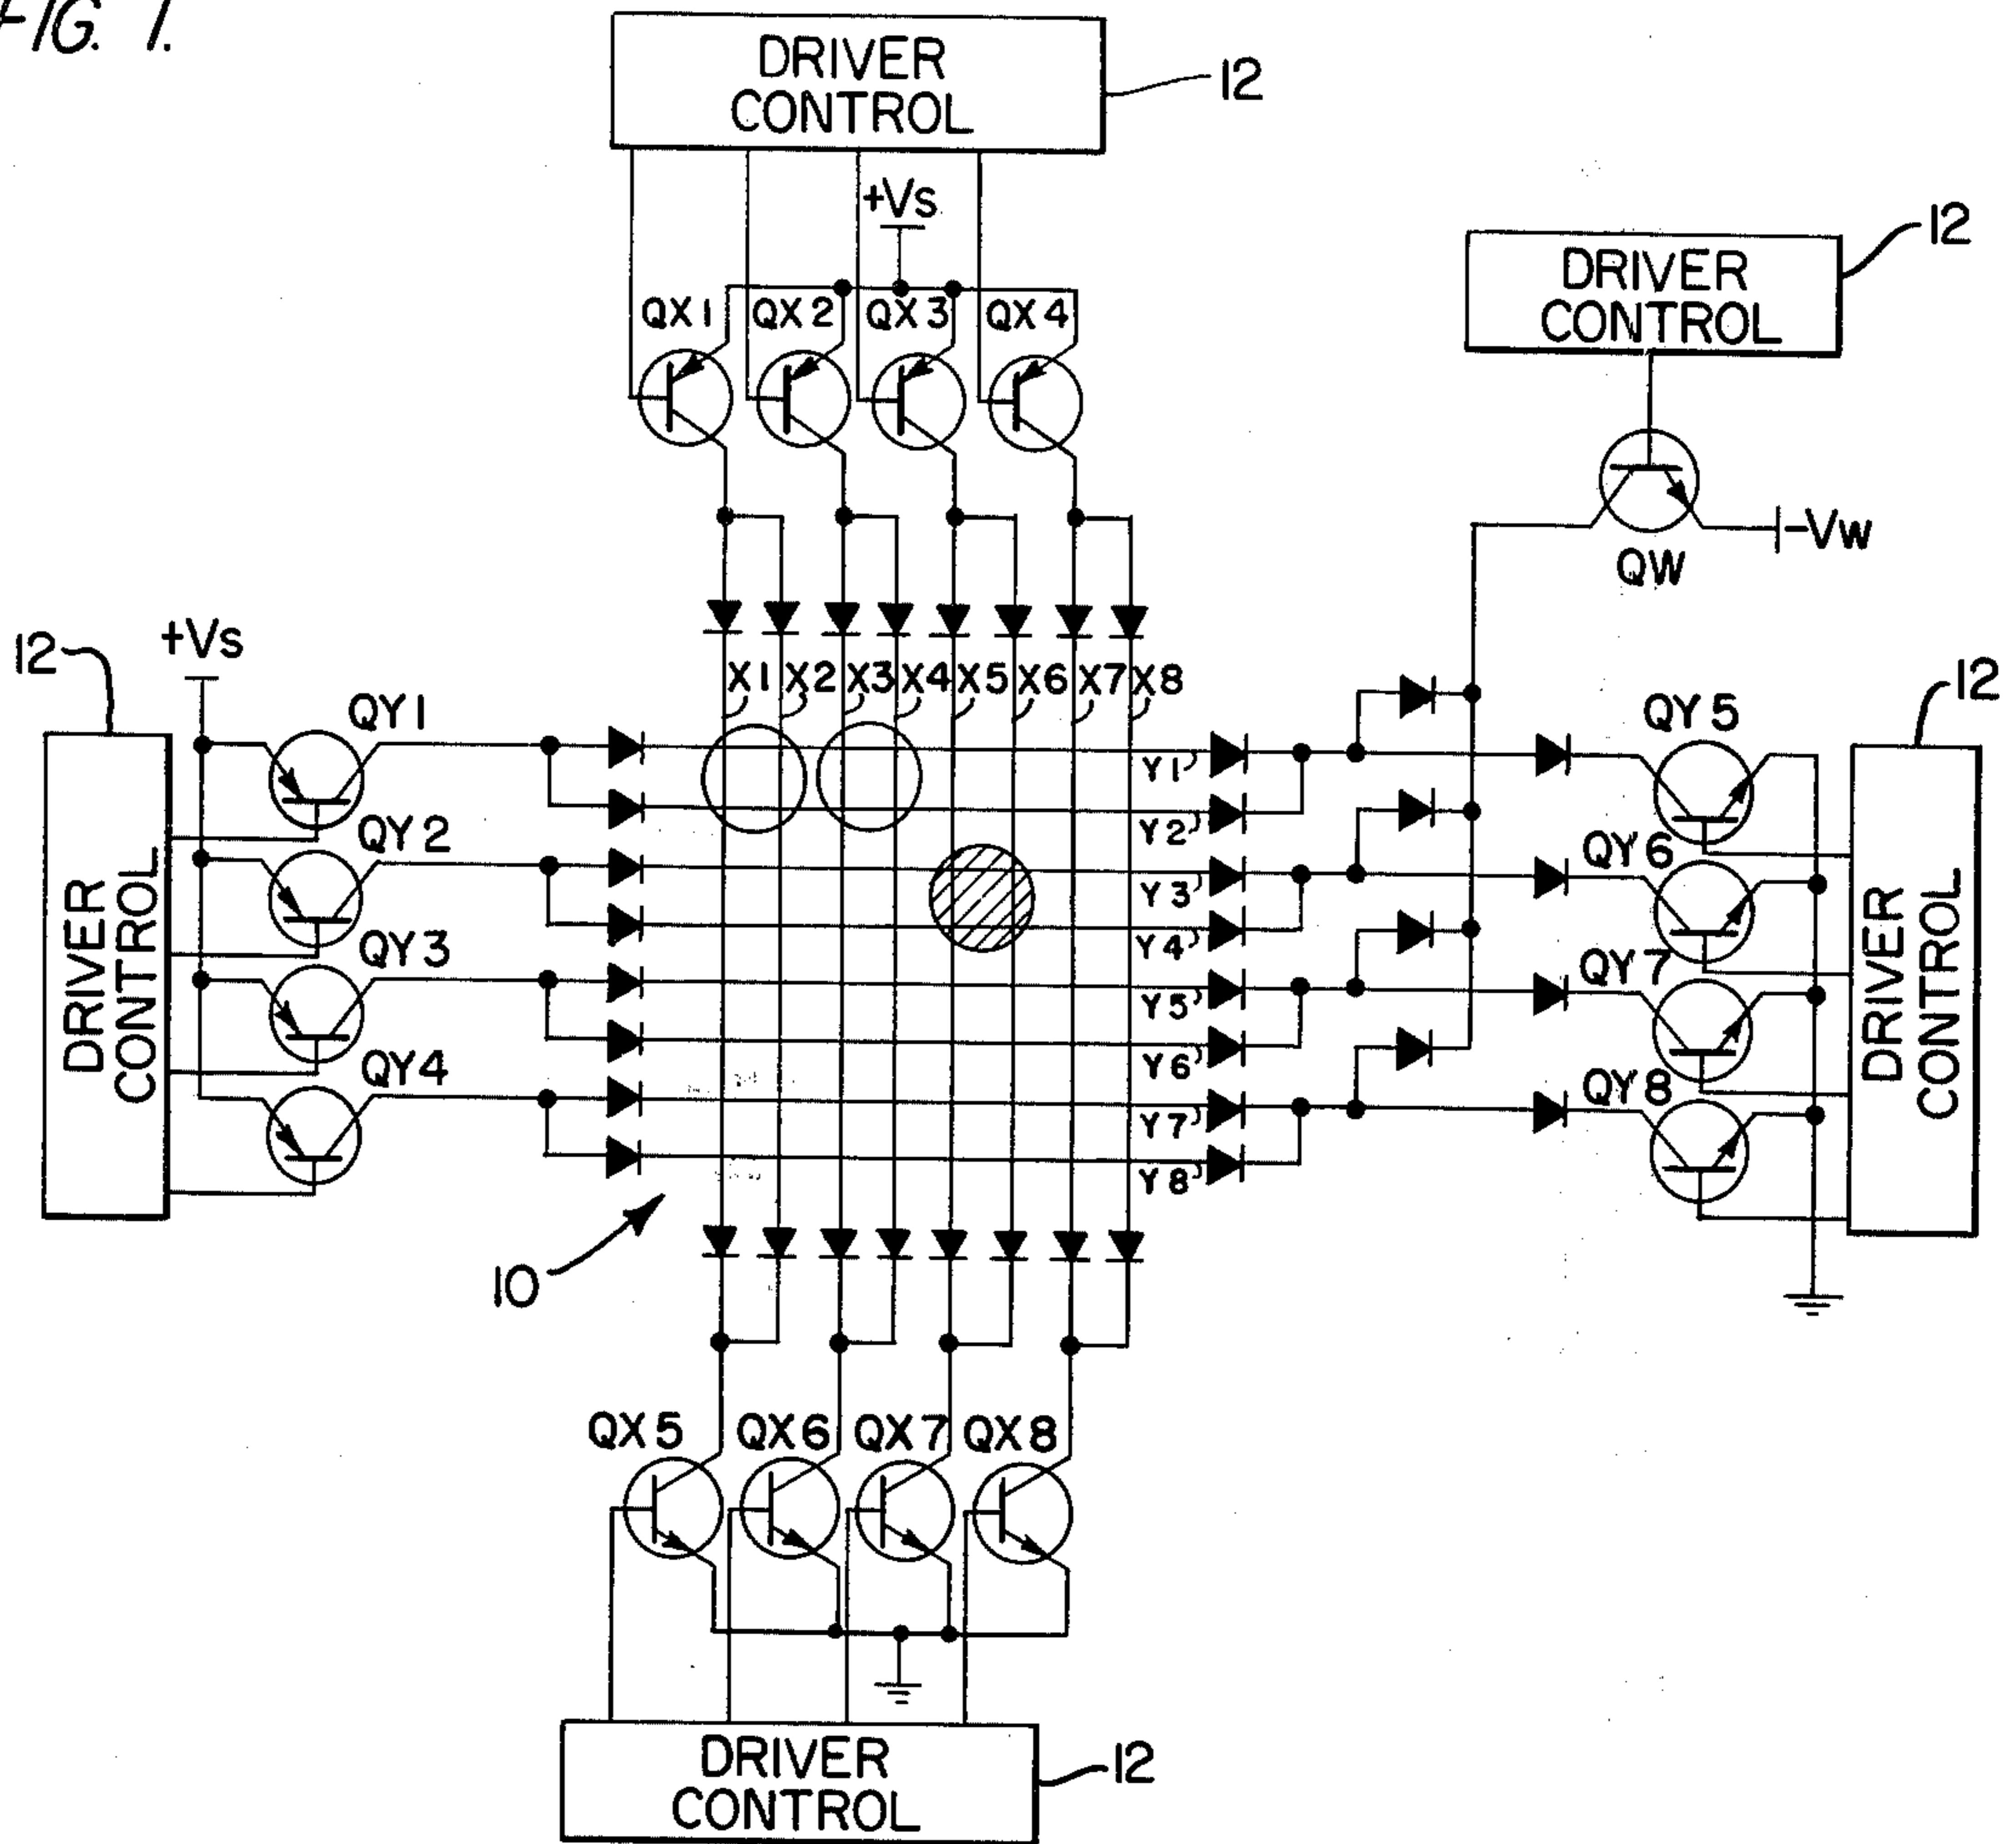 FIG. 1.
DRIVER
CONTROL
12
+Vs
DRIVER
CONTROL
12
QX1 QX2 QX3 QX4
-Vw
QW
12
+Vs
X1 X2 X3 X4 X5 X6 X7 X8
12
QY1
QY5
Y1
QY2
Y2
QY6
Y3
QY3
Y4
QY7
Y5
QY4
Y6
QY8
Y7
Y8
DRIVER
CONTROL
DRIVER
CONTROL
10
QX5 QX6 QX7 QX8
DRIVER
CONTROL
12